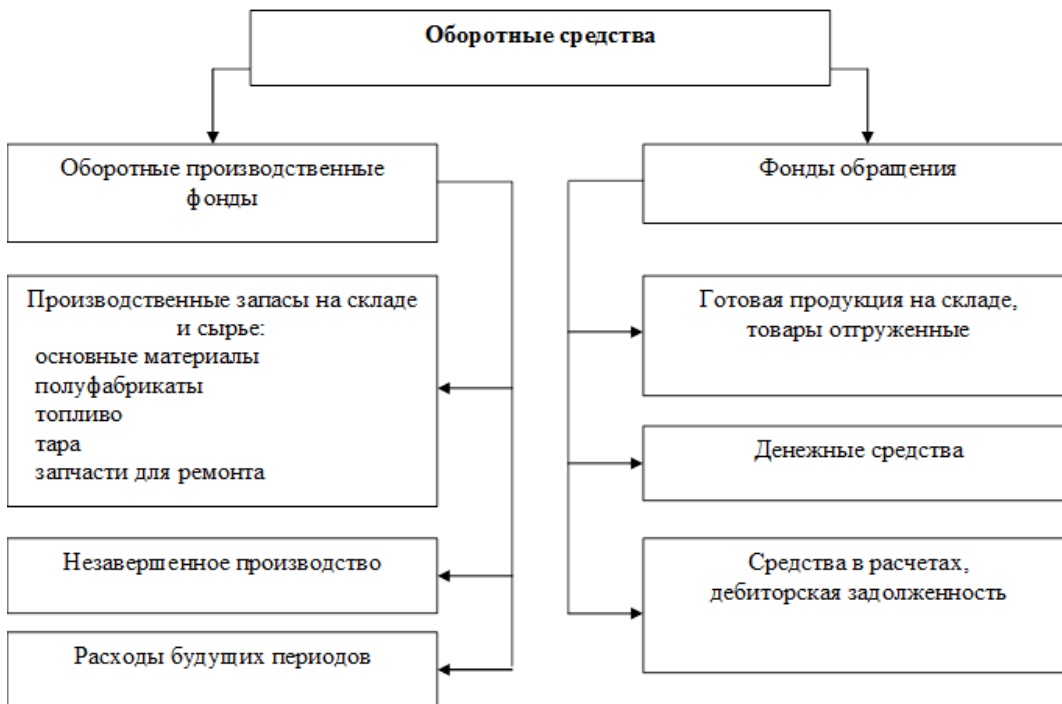 Оборотные средства
Оборотные производственные
фонды
Фонды обращения
Производственные запасы на складе
и сырье:
основные материалы
полуфабрикаты
топливо
тара
запчасти для ремонта
Готовая продукция на складе,
товары отгруженные
Денежные средства
Незавершенное производство
Средства в расчетах,
дебиторская задолженность
Расходы будущих периодов